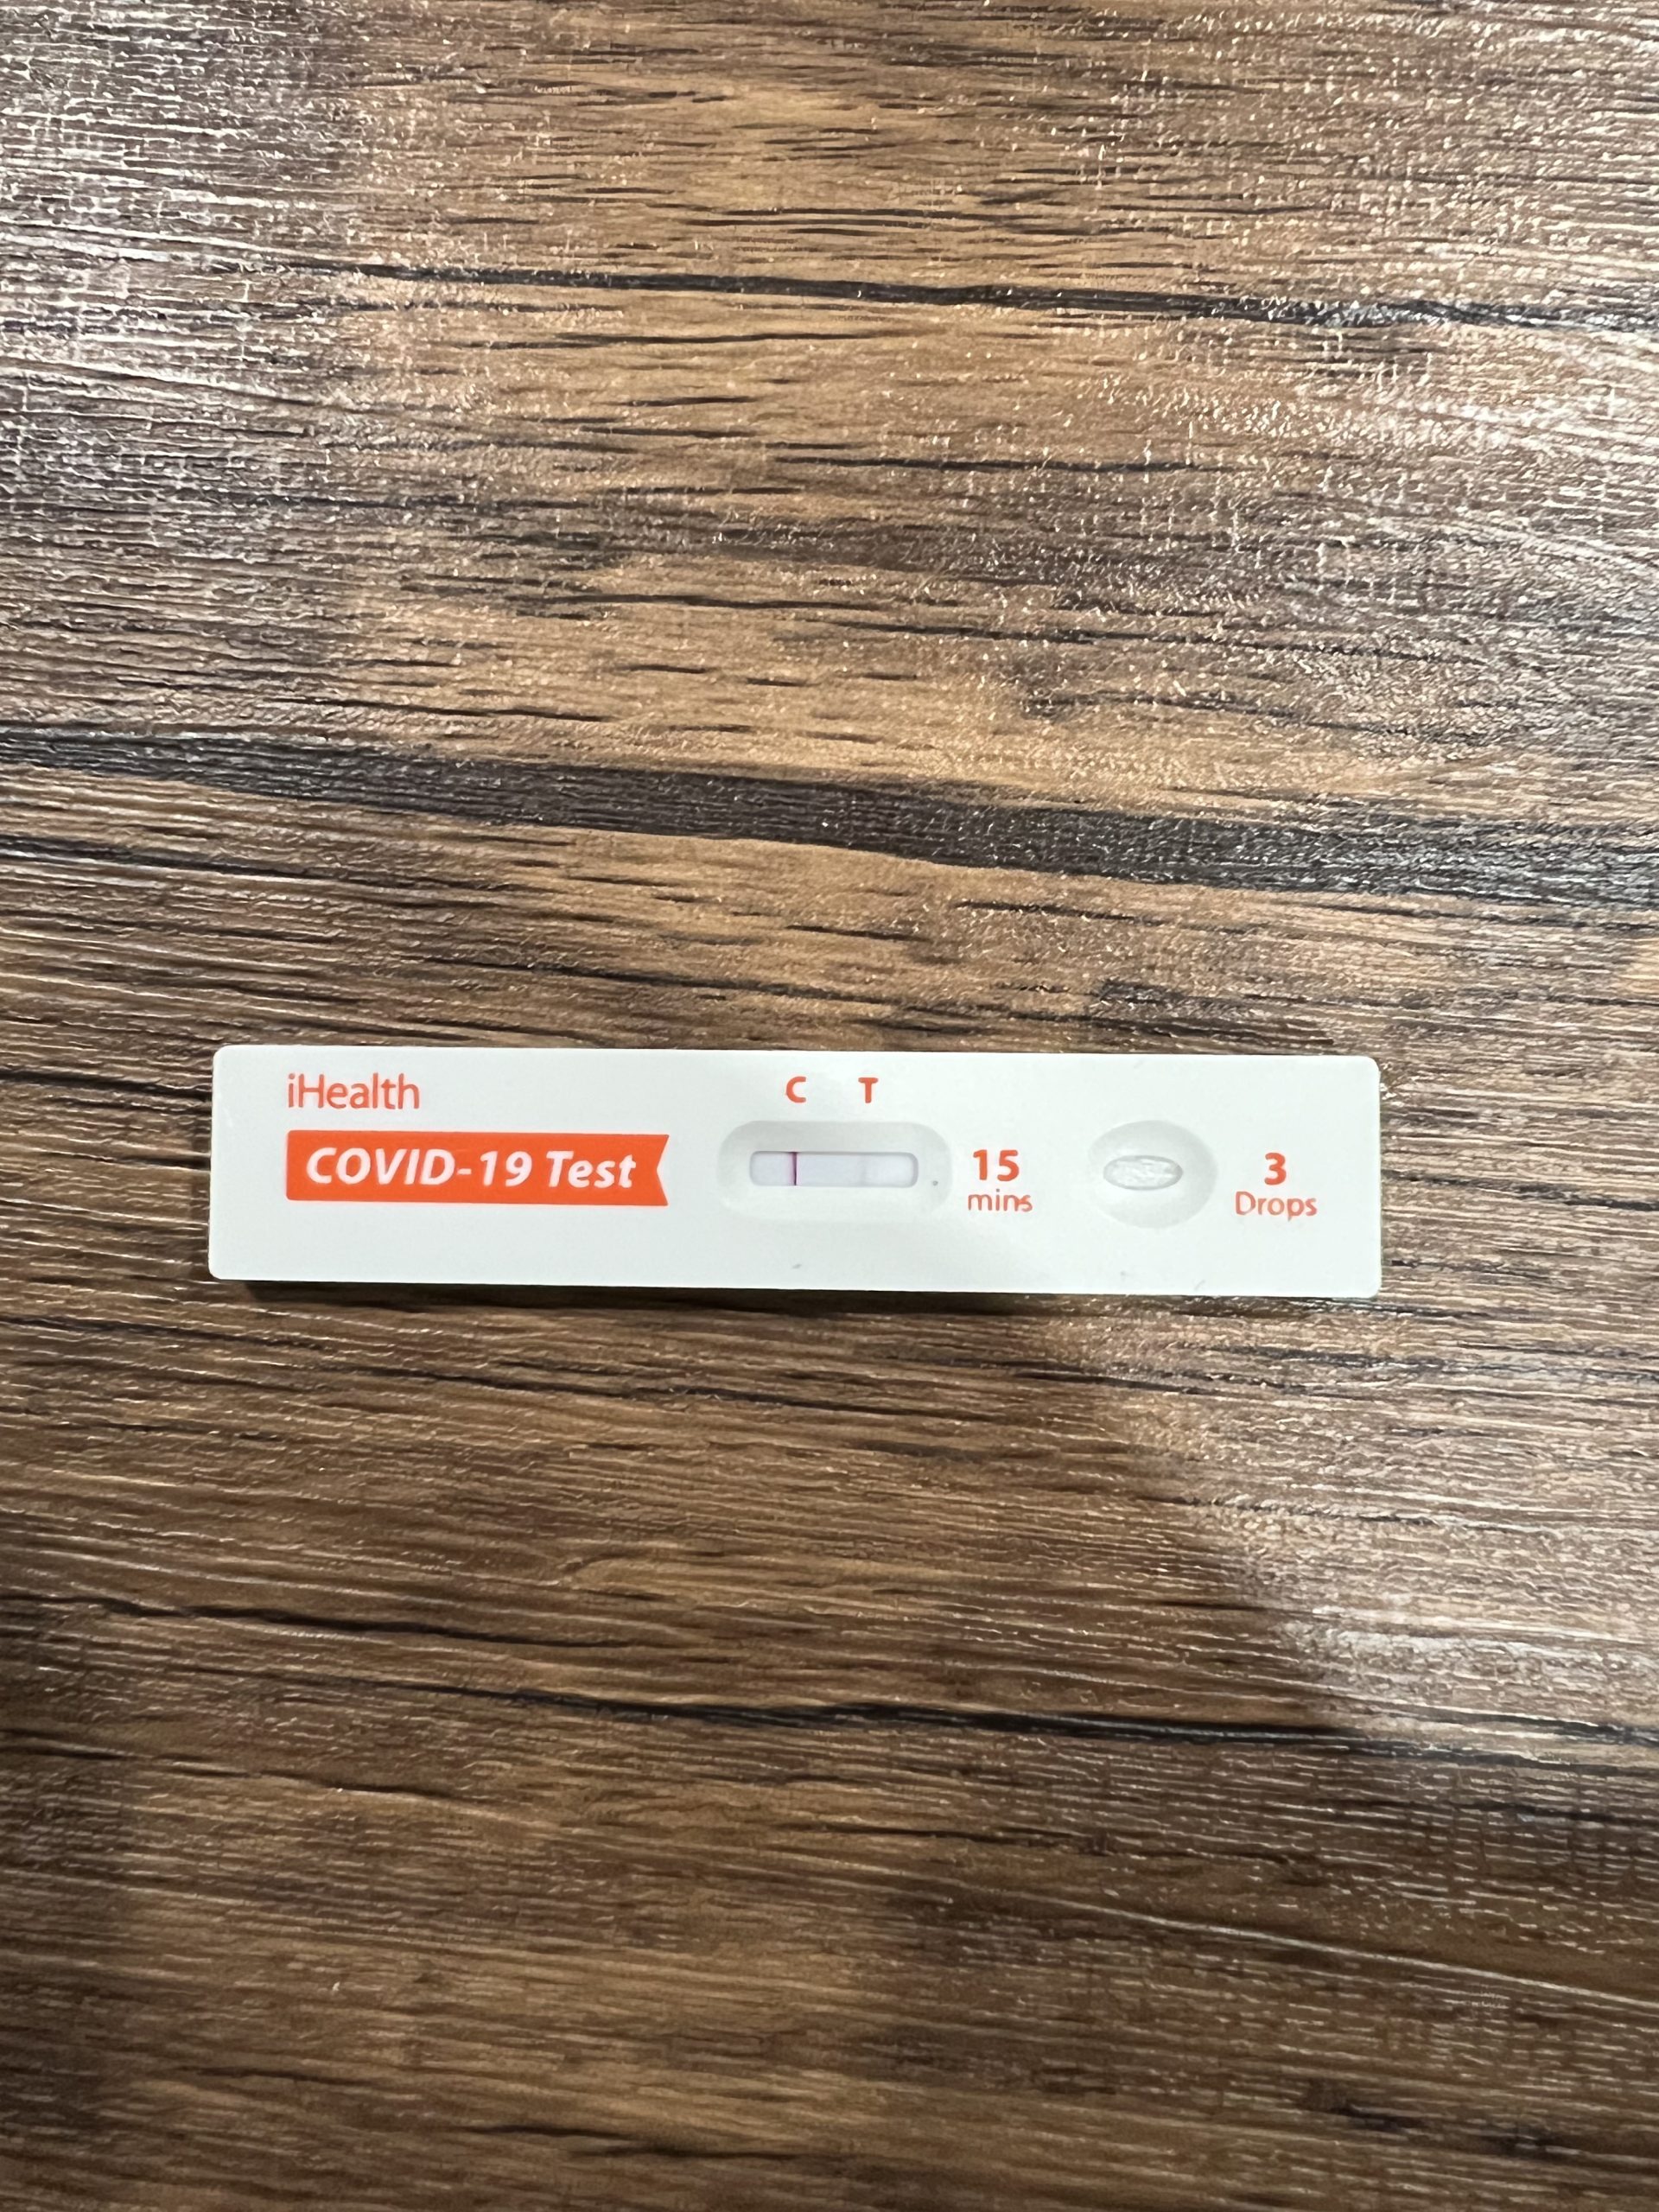 iHealth
COVID-19 Test
C T
15
mins
3
Drops